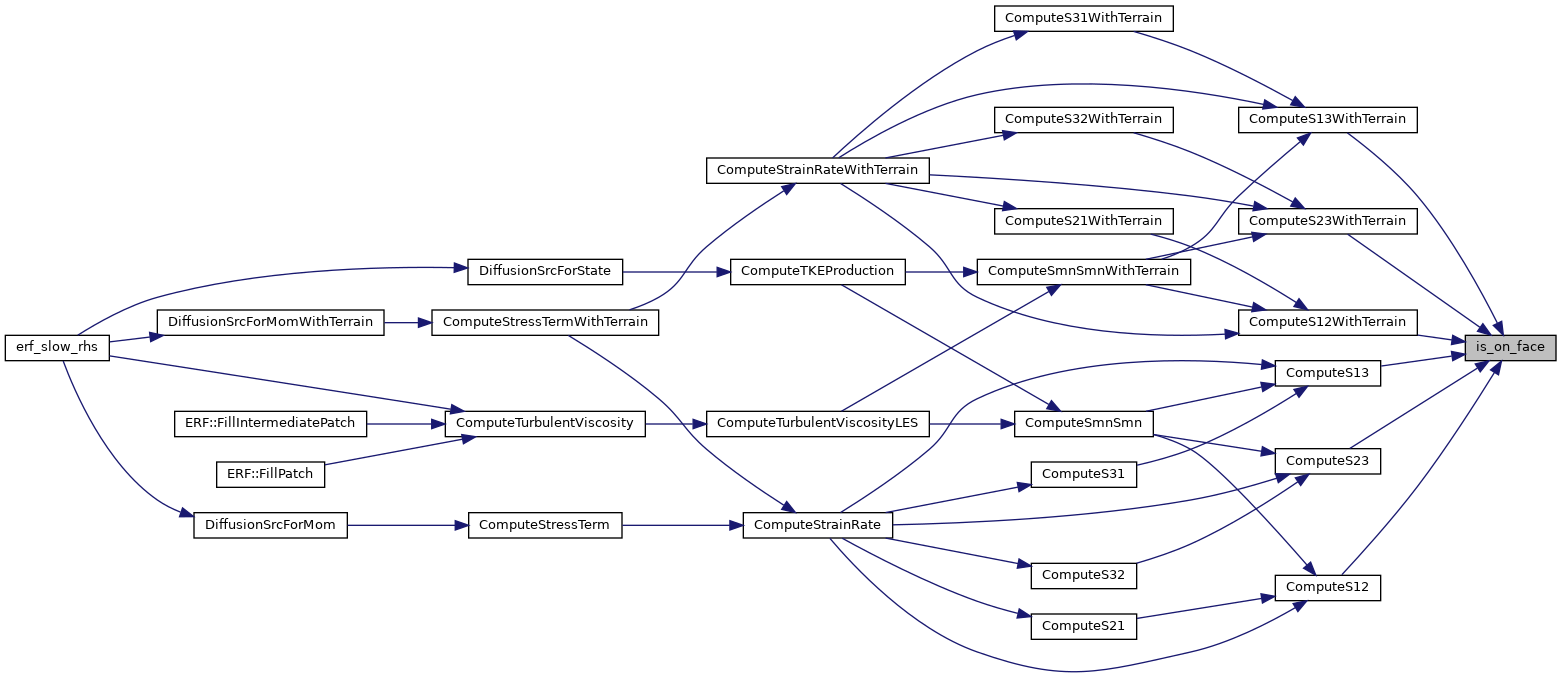 ComputeS31WithTerrain
ComputeS32WithTerrain
ComputeS13WithTerrain
ComputeStrainRateWithTerrain
ComputeS21WithTerrain
ComputeS23WithTerrain
DiffusionSrcForState
ComputeTKEProduction
ComputeSmnSmnWithTerrain
DiffusionSrcForMomWithTerrain
ComputeStressTermWithTerrain
ComputeS12WithTerrain
erf_slow_rhs
is_on_face
ComputeS13
ERF::FillIntermediatePatch
ComputeTurbulentViscosity
ComputeTurbulentViscosityLES
ComputeSmnSmn
ERF::FillPatch
ComputeS31
ComputeS23
DiffusionSrcForMom
ComputeStressTerm
ComputeStrainRate
ComputeS32
ComputeS12
ComputeS21